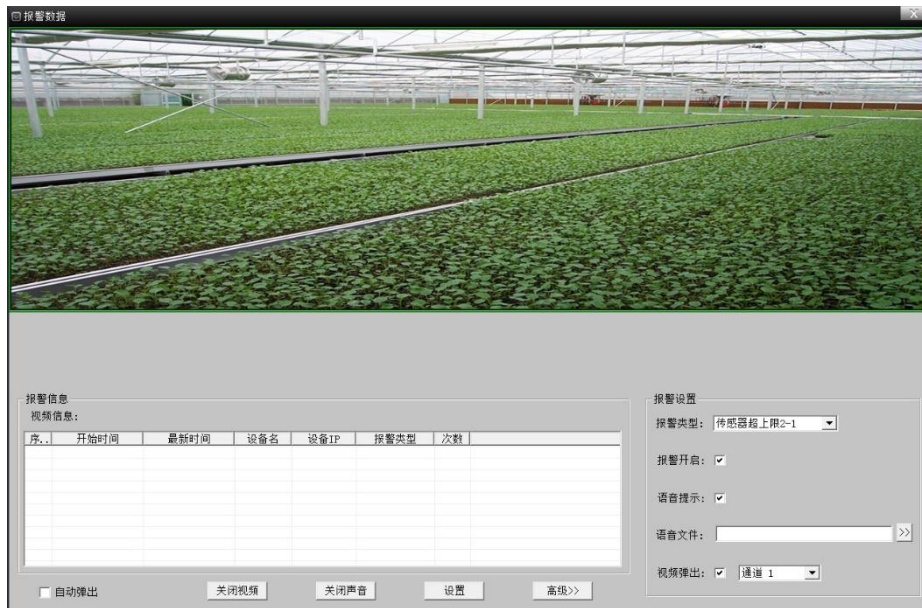 报警数据
报警信息
视频信息:
序.. 开始时间 最新时间 设备名 设备IP 报警类型 次数
自动弹出 关闭视频 关闭声音 设置 高级>>
报警设置
报警类型: 传感器超上限2-1
报警开启:
语音提示:
语音文件: >>
视频弹出: 通道 1